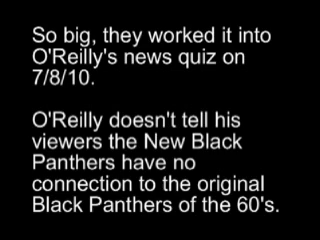 So big, they worked it into
O'Reilly's news quiz on
7/8/10.
O'Reilly doesn't tell his
viewers the New Black
Panthers have no
connection to the original
Black Panthers of the 60's.